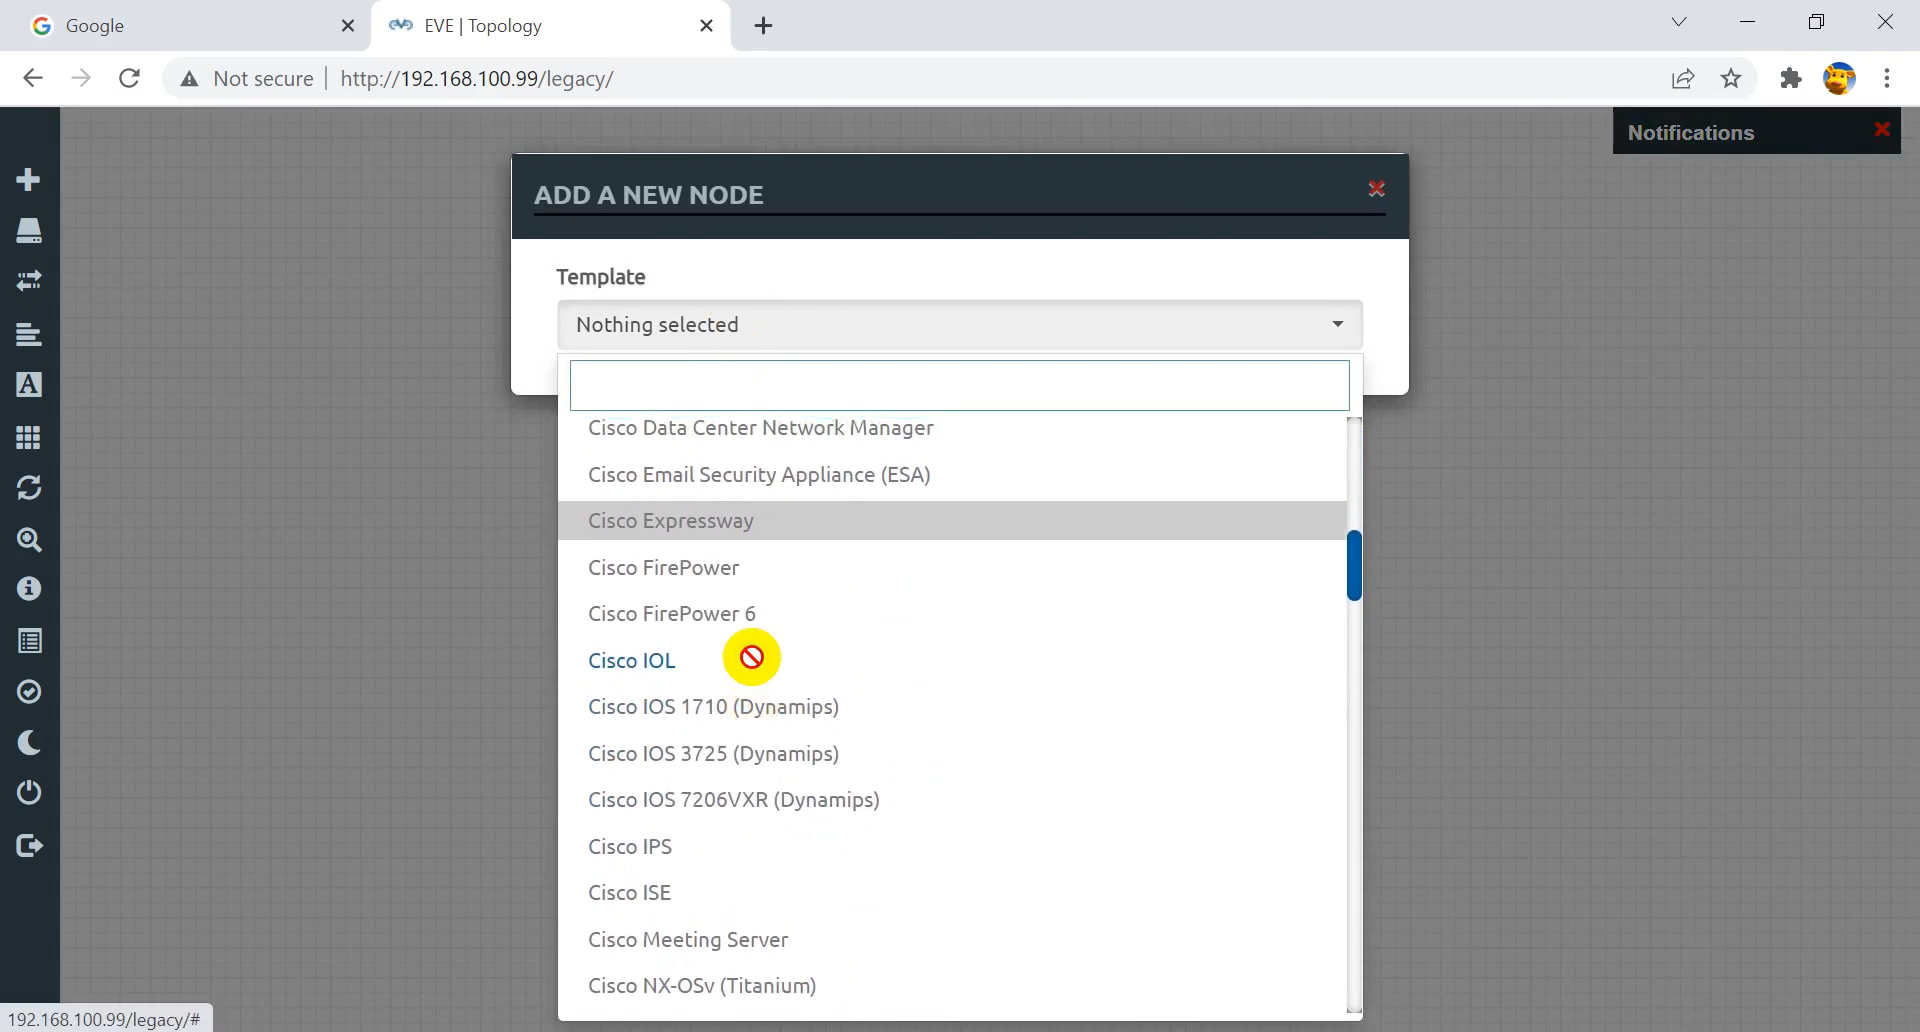 Google
EVE | Topology
Not secure
http://192.168.100.99/legacy/
Notifications
ADD A NEW NODE
Template
Nothing selected
Cisco Data Center Network Manager
Cisco Email Security Appliance (ESA)
Cisco Expressway
Cisco FirePower
Cisco FirePower 6
Cisco IOL
Cisco IOS 1710 (Dynamips)
Cisco IOS 3725 (Dynamips)
Cisco IOS 7206VXR (Dynamips)
Cisco IPS
Cisco ISE
Cisco Meeting Server
Cisco NX-OSv (Titanium)
192.168.100.99/legacy/#